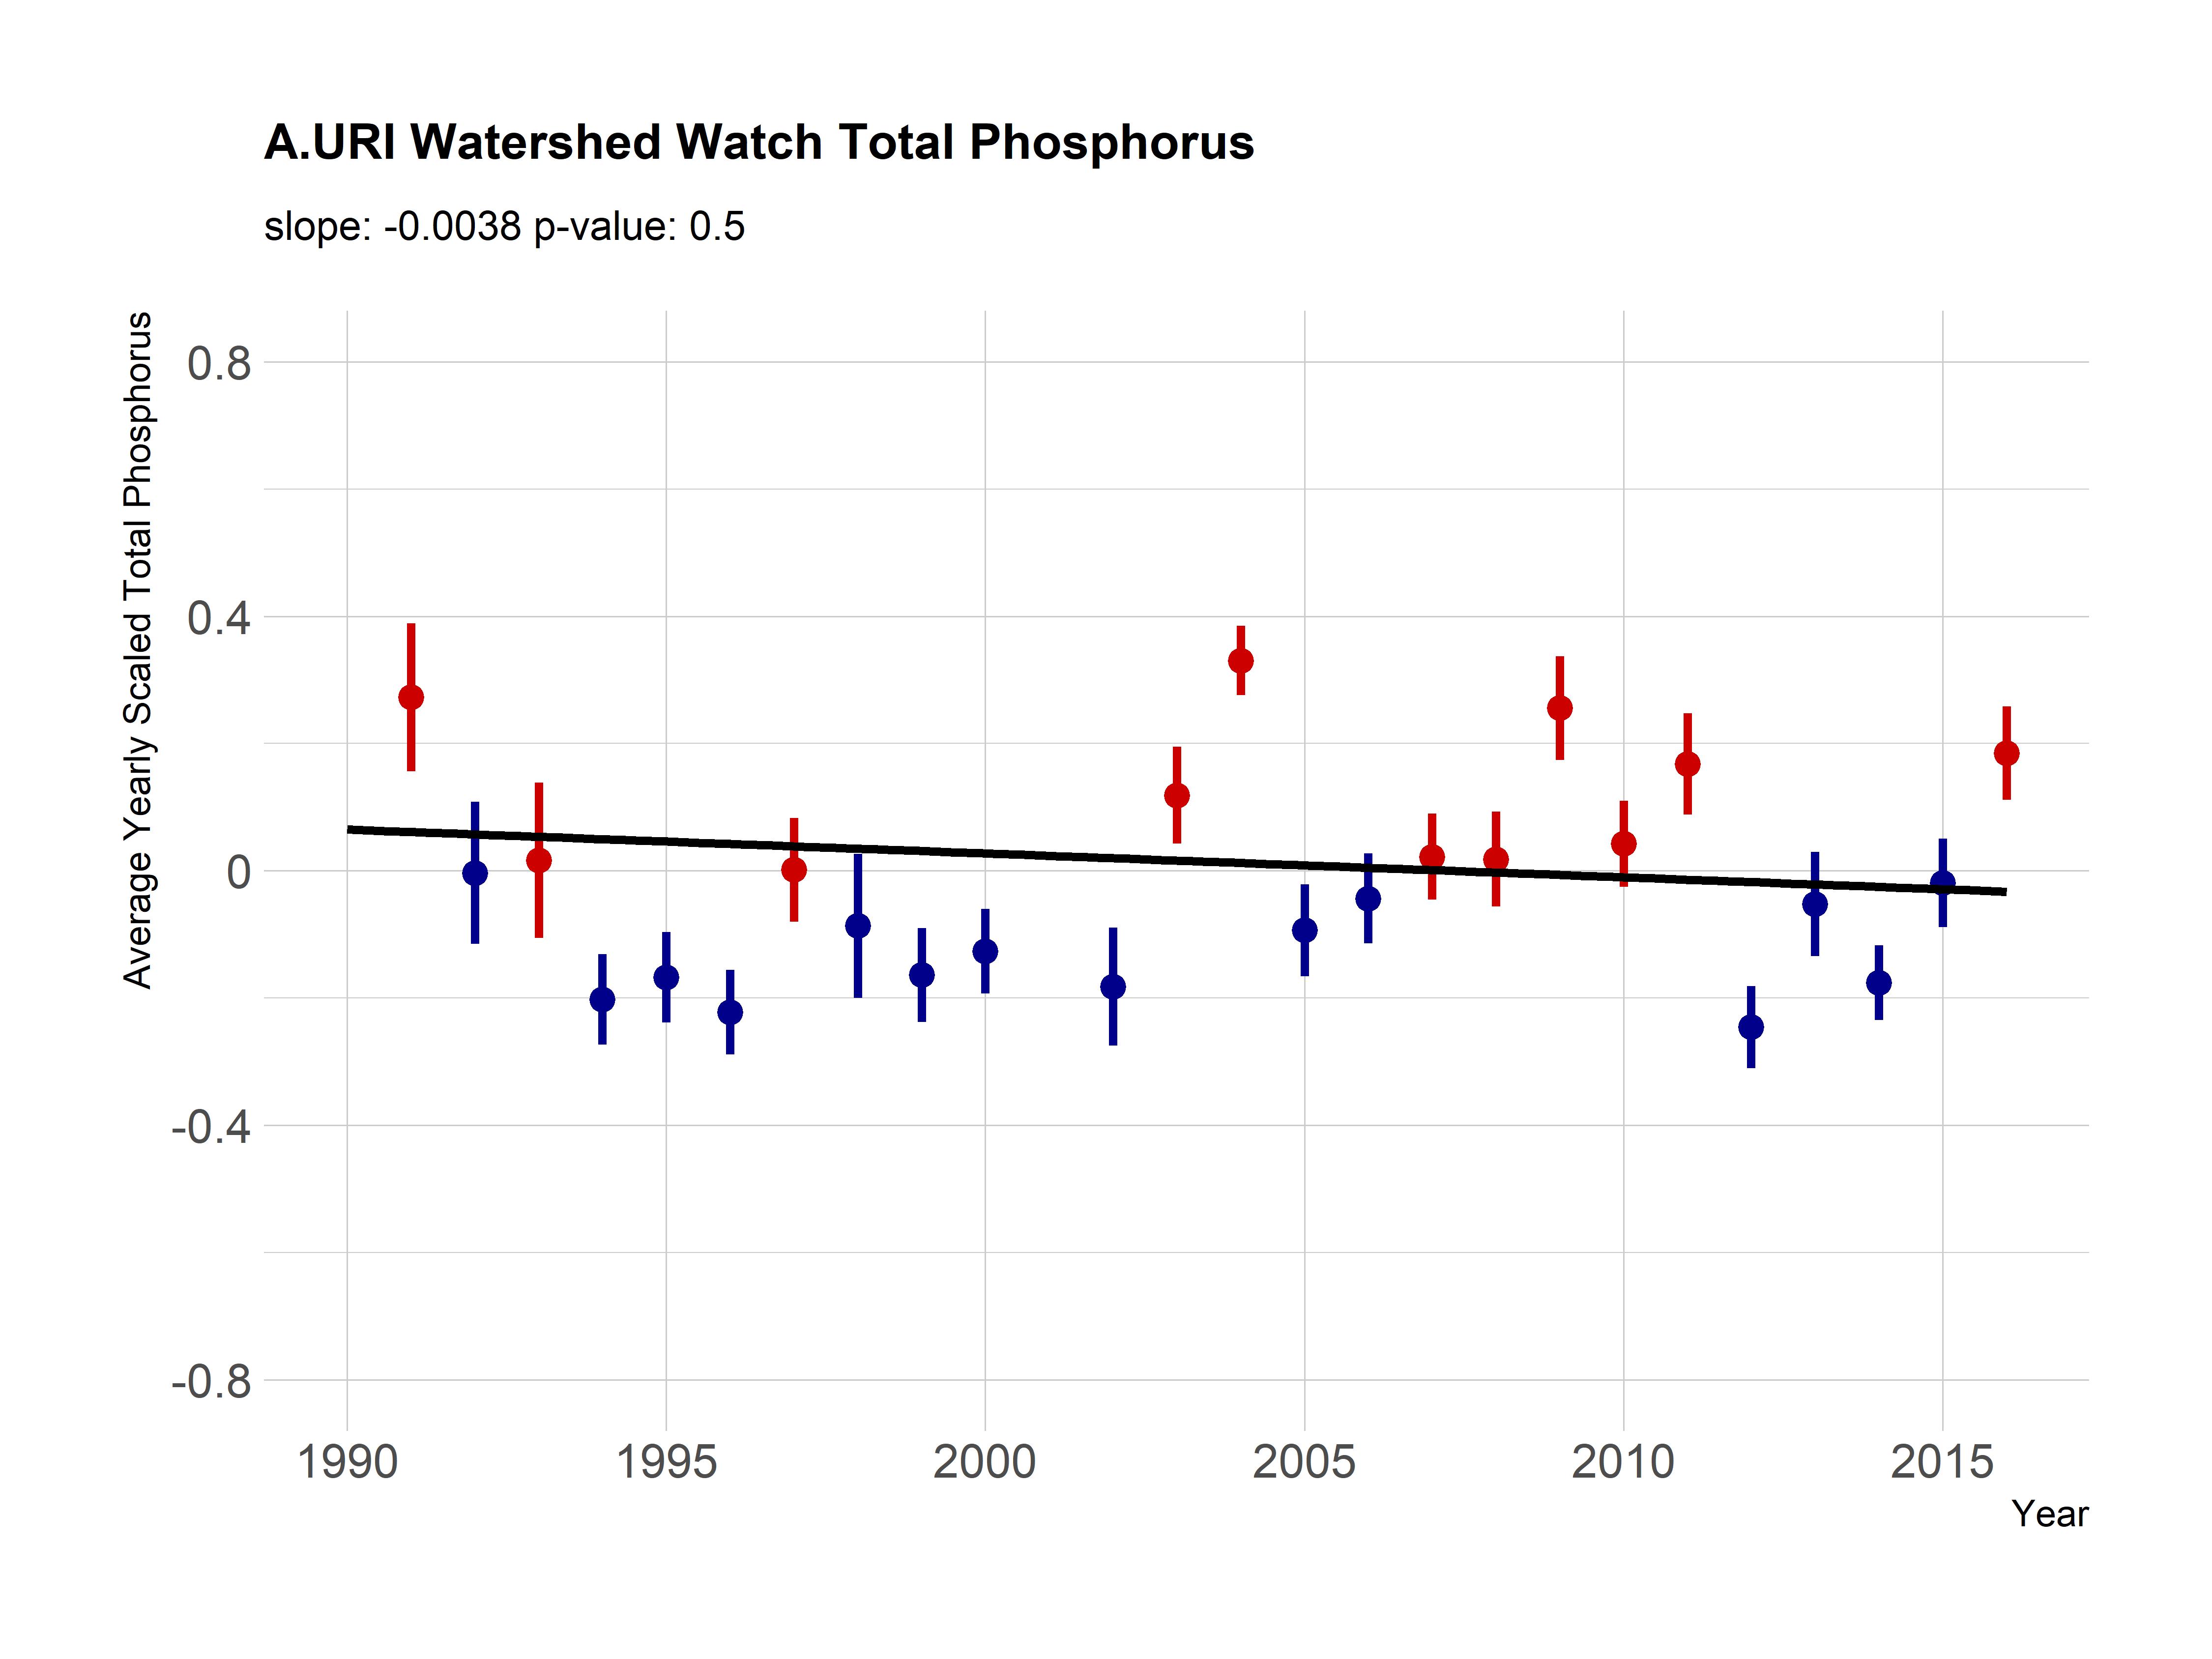 A.URI Watershed Watch Total Phosphorus
slope: -0.0038 p-value: 0.5
Average Yearly Scaled Total Phosphorus
0.8
0.4
0
-0.4
-0.8
1990 1995 2000 2005 2010 2015
Year